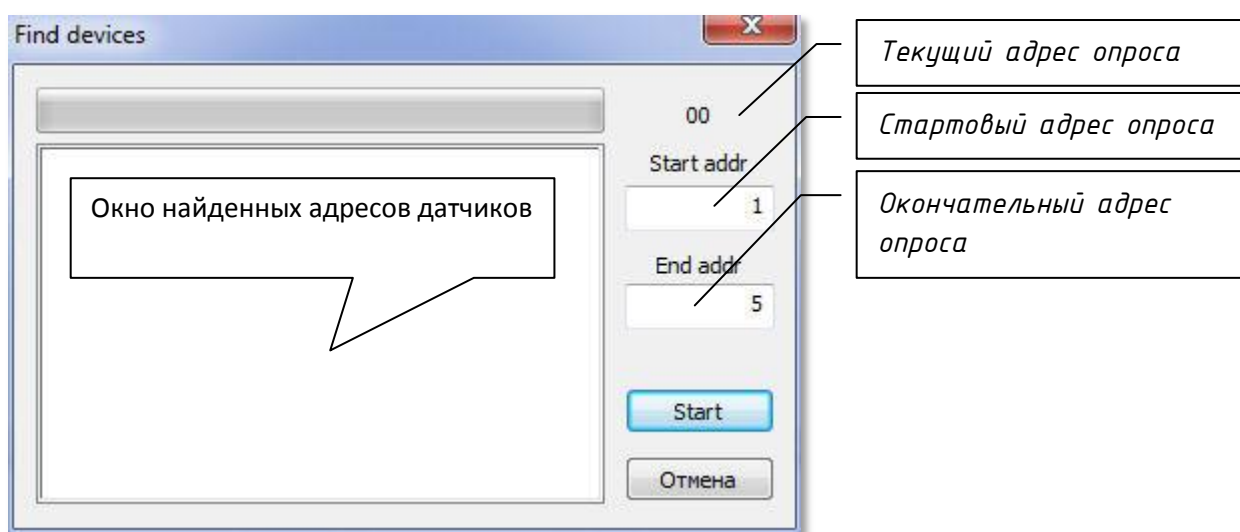 Find devices
Текущий адрес опроса
00
Стартовый адрес опроса
Start addr
1
Окно найденных адресов датчиков
Окончательный адрес
опроса
End addr
5
Start
Отмена